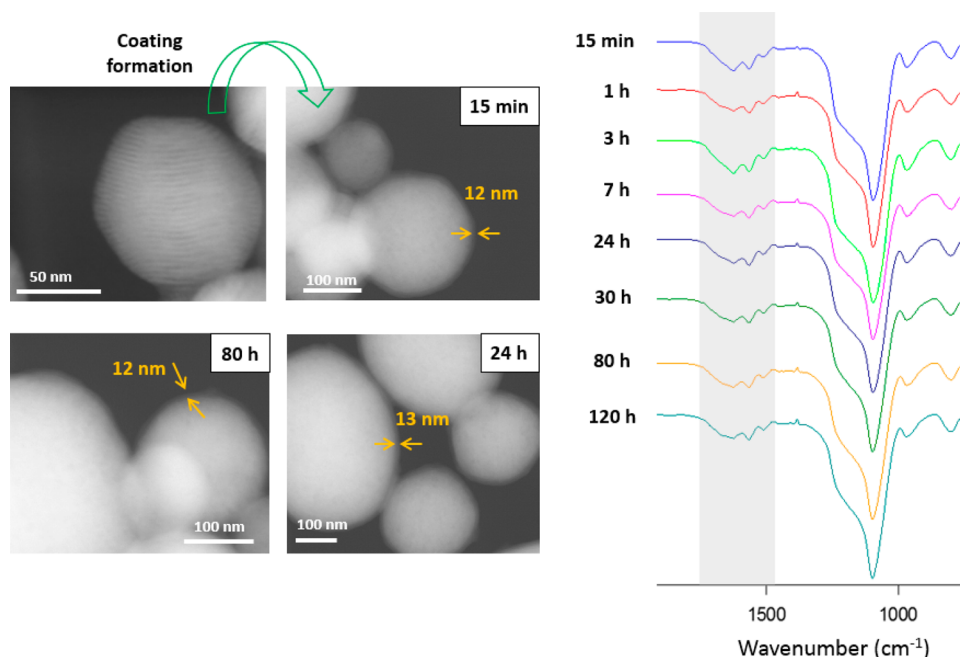 Coating
formation
50 nm
15 min
12 nm
100 nm
80 h
12 nm
100 nm
24 h
13 nm
100 nm
15 min
1 h
3 h
7 h
24 h
30 h
80 h
120 h
1500
1000
Wavenumber (cm⁻¹)